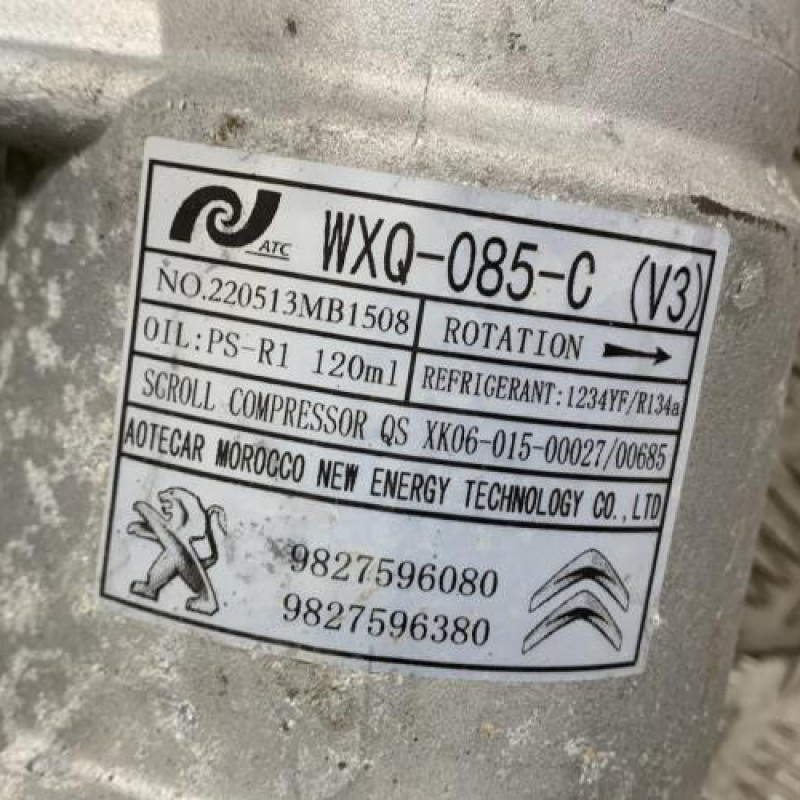 ATC WXQ-085-C (V3)
NO.220513MB1508
ROTATION
OIL:PS-R1 120ml
REFRIGERANT:1234YF/R134a
SCROLL COMPRESSOR QS XK06-015-00027/00685
AOTECAR MOROCCO NEW ENERGY TECHNOLOGY CO.,LTD
9827596080
9827596380